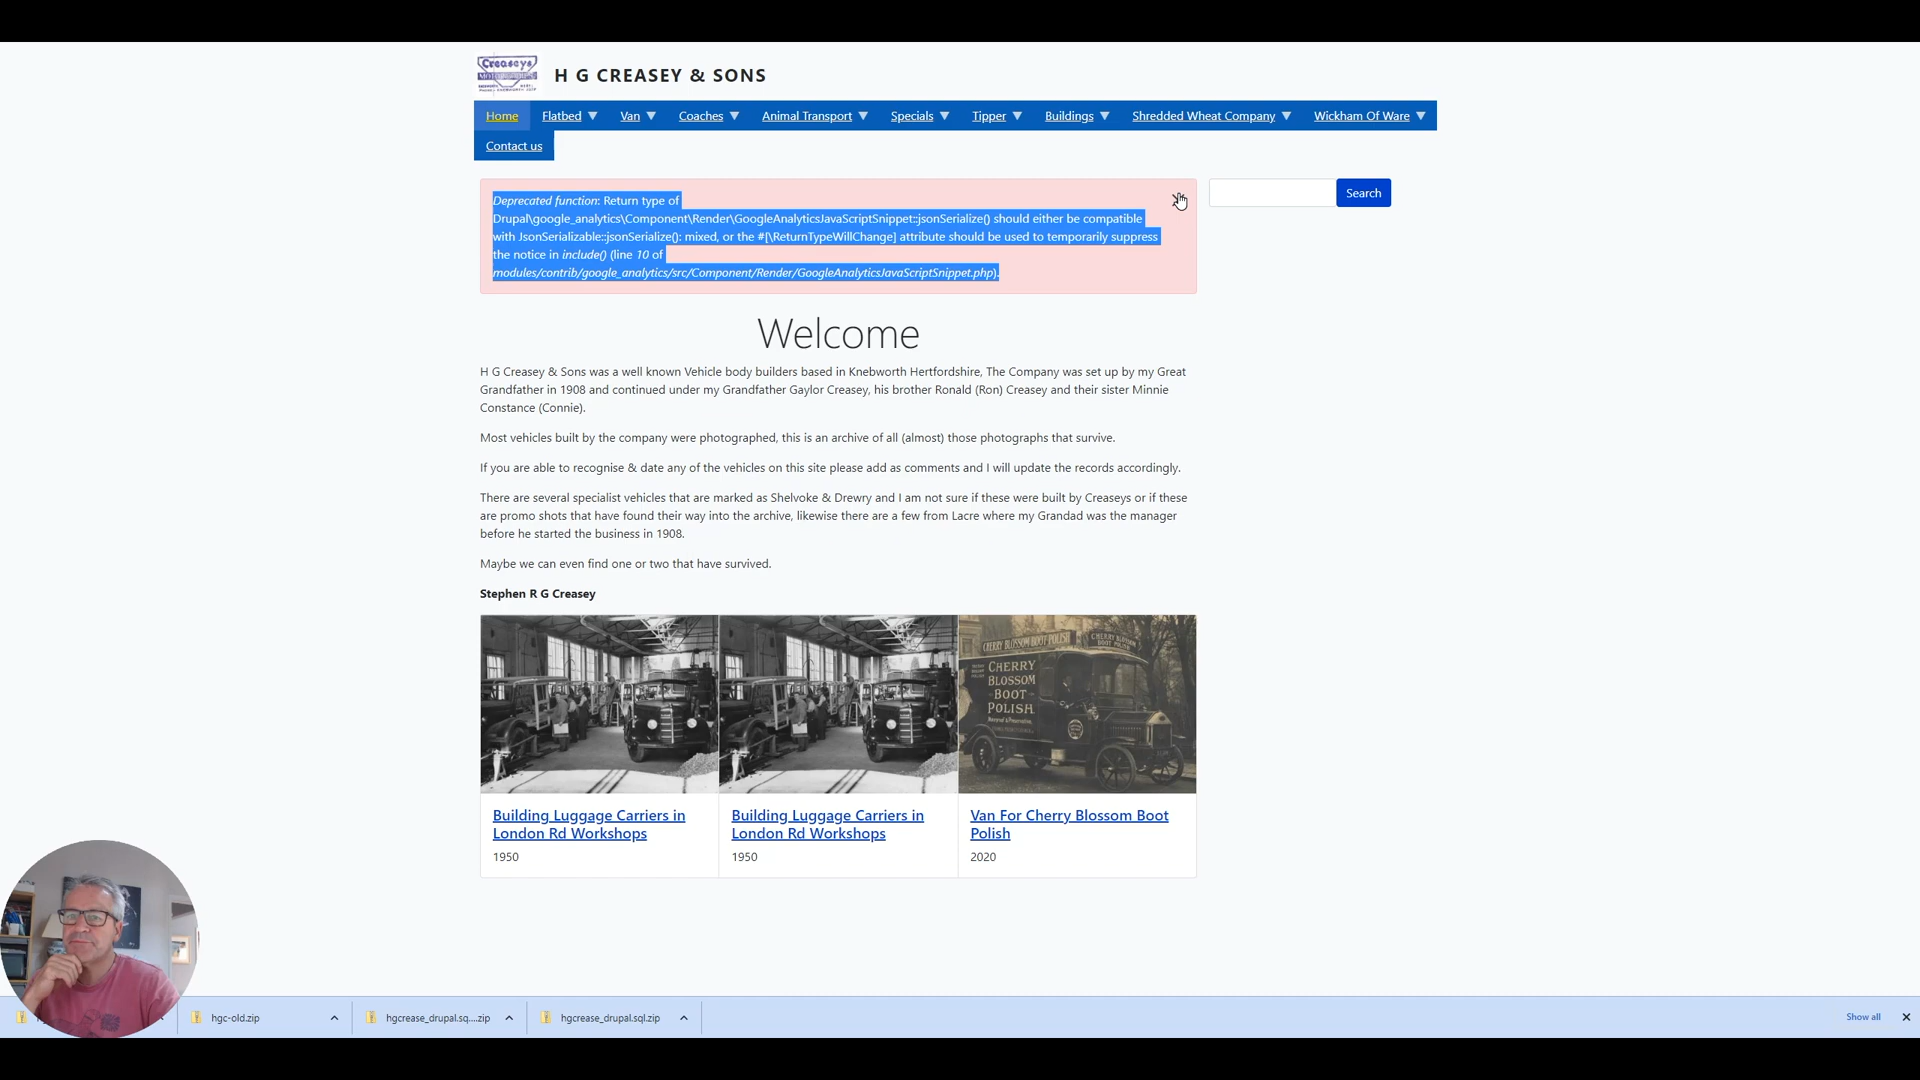 Creaseys
H G CREASEY & SONS
Home Flatbed Van Coaches Animal Transport Specials Tipper Buildings Shredded Wheat Company Wickham Of Ware
Contact us
Deprecated function: Return type of
Drupal\google_analytics\Component\Render\GoogleAnalyticsJavaScriptSnippet::jsonSerialize() should either be compatible
with JsonSerializable::jsonSerialize(): mixed, or the #[\ReturnTypeWillChange] attribute should be used to temporarily suppress
the notice in include() (line 10 of
modules/contrib/google_analytics/src/Component/Render/GoogleAnalyticsJavaScriptSnippet.php).
Search
Welcome
H G Creasey & Sons was a well known Vehicle body builders based in Knebworth Hertfordshire, The Company was set up by my Great
Grandfather in 1908 and continued under my Grandfather Gaylor Creasey, his brother Ronald (Ron) Creasey and their sister Minnie
Constance (Connie).
Most vehicles built by the company were photographed, this is an archive of all (almost) those photographs that survive.
If you are able to recognise & date any of the vehicles on this site please add as comments and I will update the records accordingly.
There are several specialist vehicles that are marked as Shelvoke & Drewry and I am not sure if these were built by Creaseys or if these
are promo shots that have found their way into the archive, likewise there are a few from Lacre where my Grandad was the manager
before he started the business in 1908.
Maybe we can even find one or two that have survived.
Stephen R G Creasey
CHERRY BLOSSOM BOOT POLISH
CHERRY BLOSSOM
CHERRY
BLOSSOM
BOOT
POLISH
Building Luggage Carriers in
London Rd Workshops
1950
Building Luggage Carriers in
London Rd Workshops
1950
Van For Cherry Blossom Boot
Polish
2020
hgc-old.zip
hgcrease_drupal.sq....zip
hgcrease_drupal.sql.zip
Show all